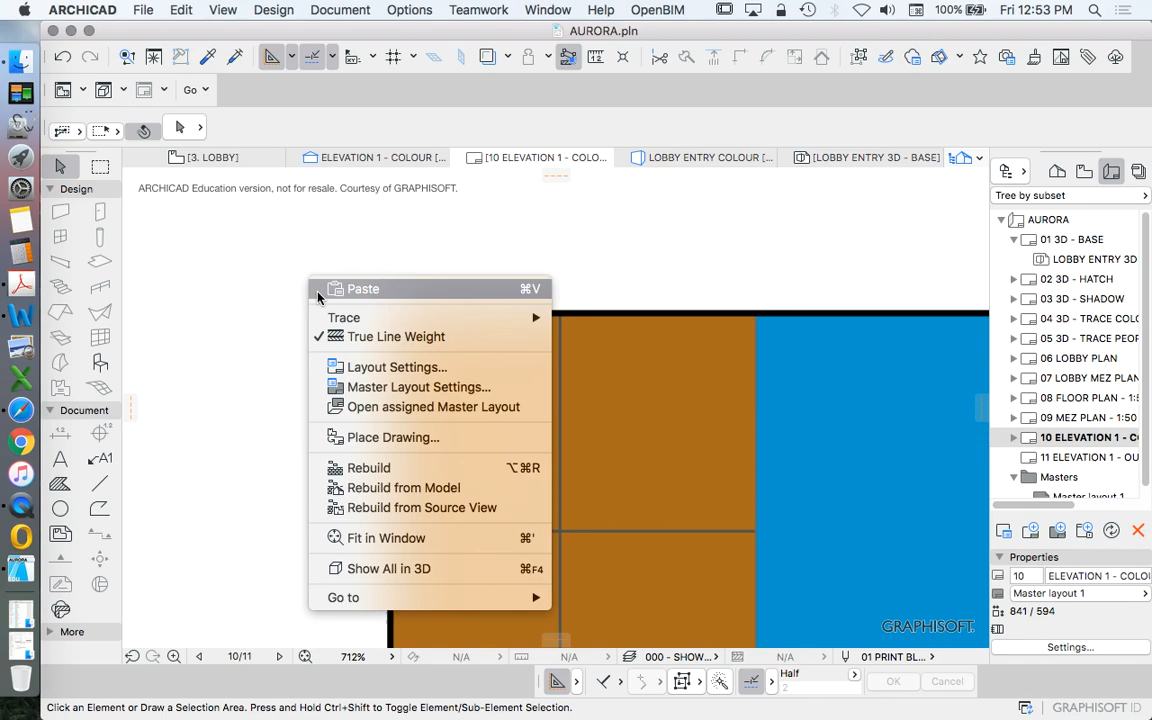 ARCHICAD File Edit View Design Document Options Teamwork Window Help OpenBIM 100% Fri 12:53 PM
AURORA.pln
Go
[3. LOBBY] ELEVATION 1 - COLOUR [... [10 ELEVATION 1 - COLO... LOBBY ENTRY COLOUR [... [LOBBY ENTRY 3D - BASE]
ARCHICAD Education version, not for resale. Courtesy of GRAPHISOFT.
Design
Document
A
A1
More
Paste ⌘V
Trace
✓ True Line Weight
Layout Settings...
Master Layout Settings...
Open assigned Master Layout
Place Drawing...
Rebuild ⌥⌘R
Rebuild from Model
Rebuild from Source View
Fit in Window ⌘'
Show All in 3D ⌘F4
Go to
GRAPHISOFT.
Tree by subset
AURORA
01 3D - BASE
LOBBY ENTRY 3D
02 3D - HATCH
03 3D - SHADOW
04 3D - TRACE COLO
05 3D - TRACE PEOP
06 LOBBY PLAN
07 LOBBY MEZ PLAN
08 FLOOR PLAN - 1:5
09 MEZ PLAN - 1:50
10 ELEVATION 1 - CO
11 ELEVATION 1 - OU
Masters
Master layout 1
Properties
10 ELEVATION 1 - COLO
Master layout 1
841 / 594
Settings...
10/11 712% N/A N/A 000 - SHOW... N/A 01 PRINT BL...
Half
2
OK Cancel
Click an Element or Draw a Selection Area. Press and Hold Ctrl+Shift to Toggle Element/Sub-Element Selection.
GRAPHISOFT ID